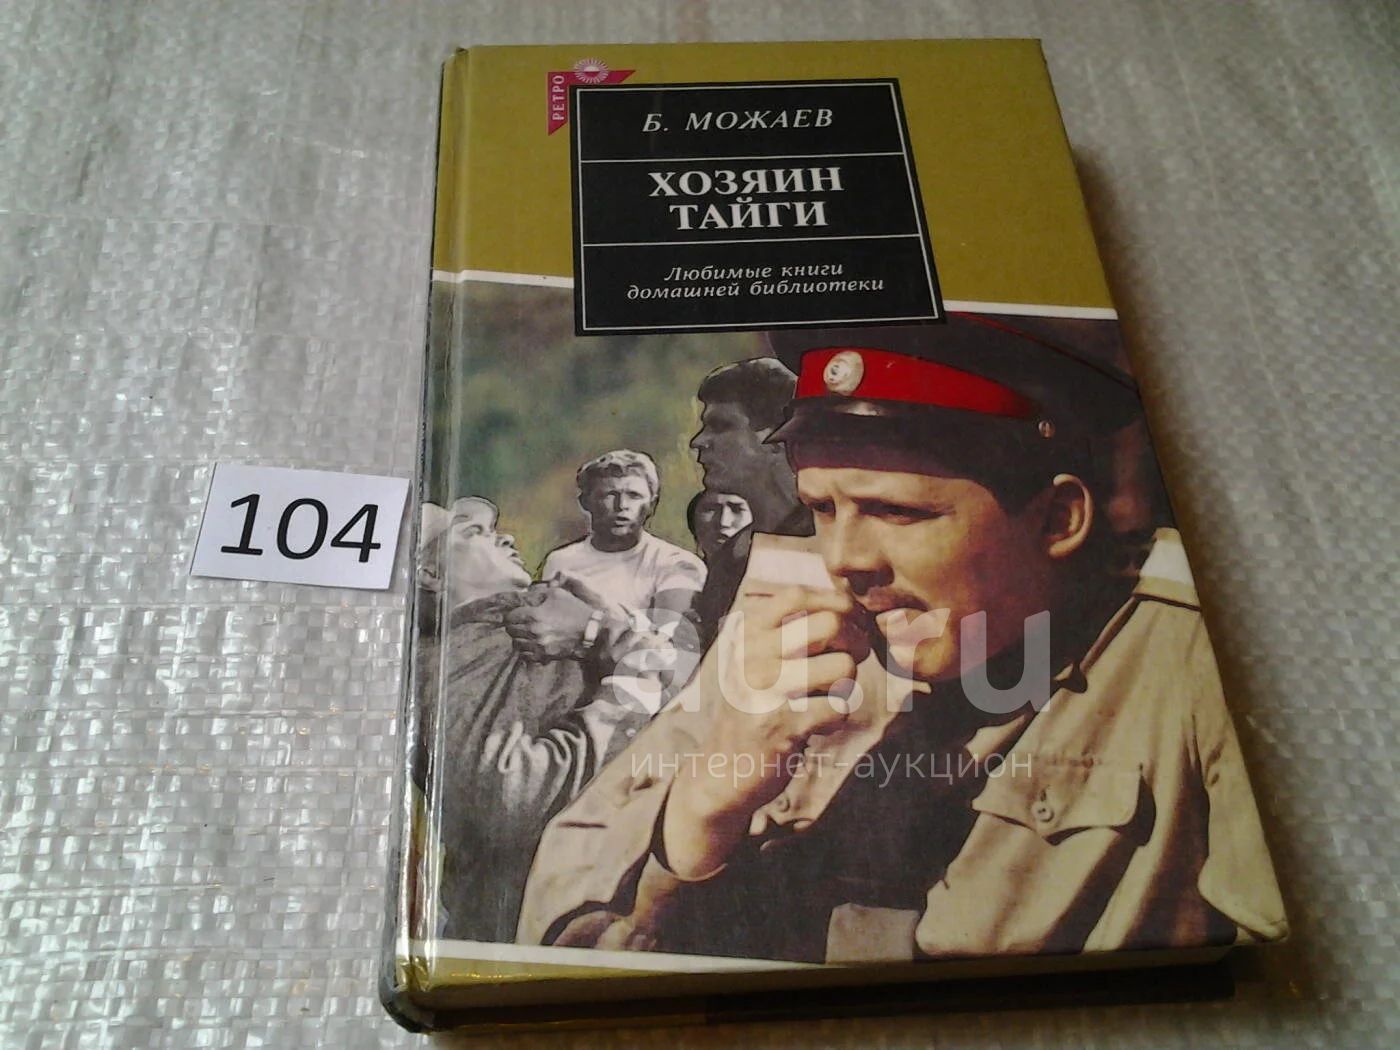 РЕТРО
Б. МОЖАЕВ
ХОЗЯИН
ТАЙГИ
Любимые книги
домашней библиотеки
104
au.ru
интернет-аукцион